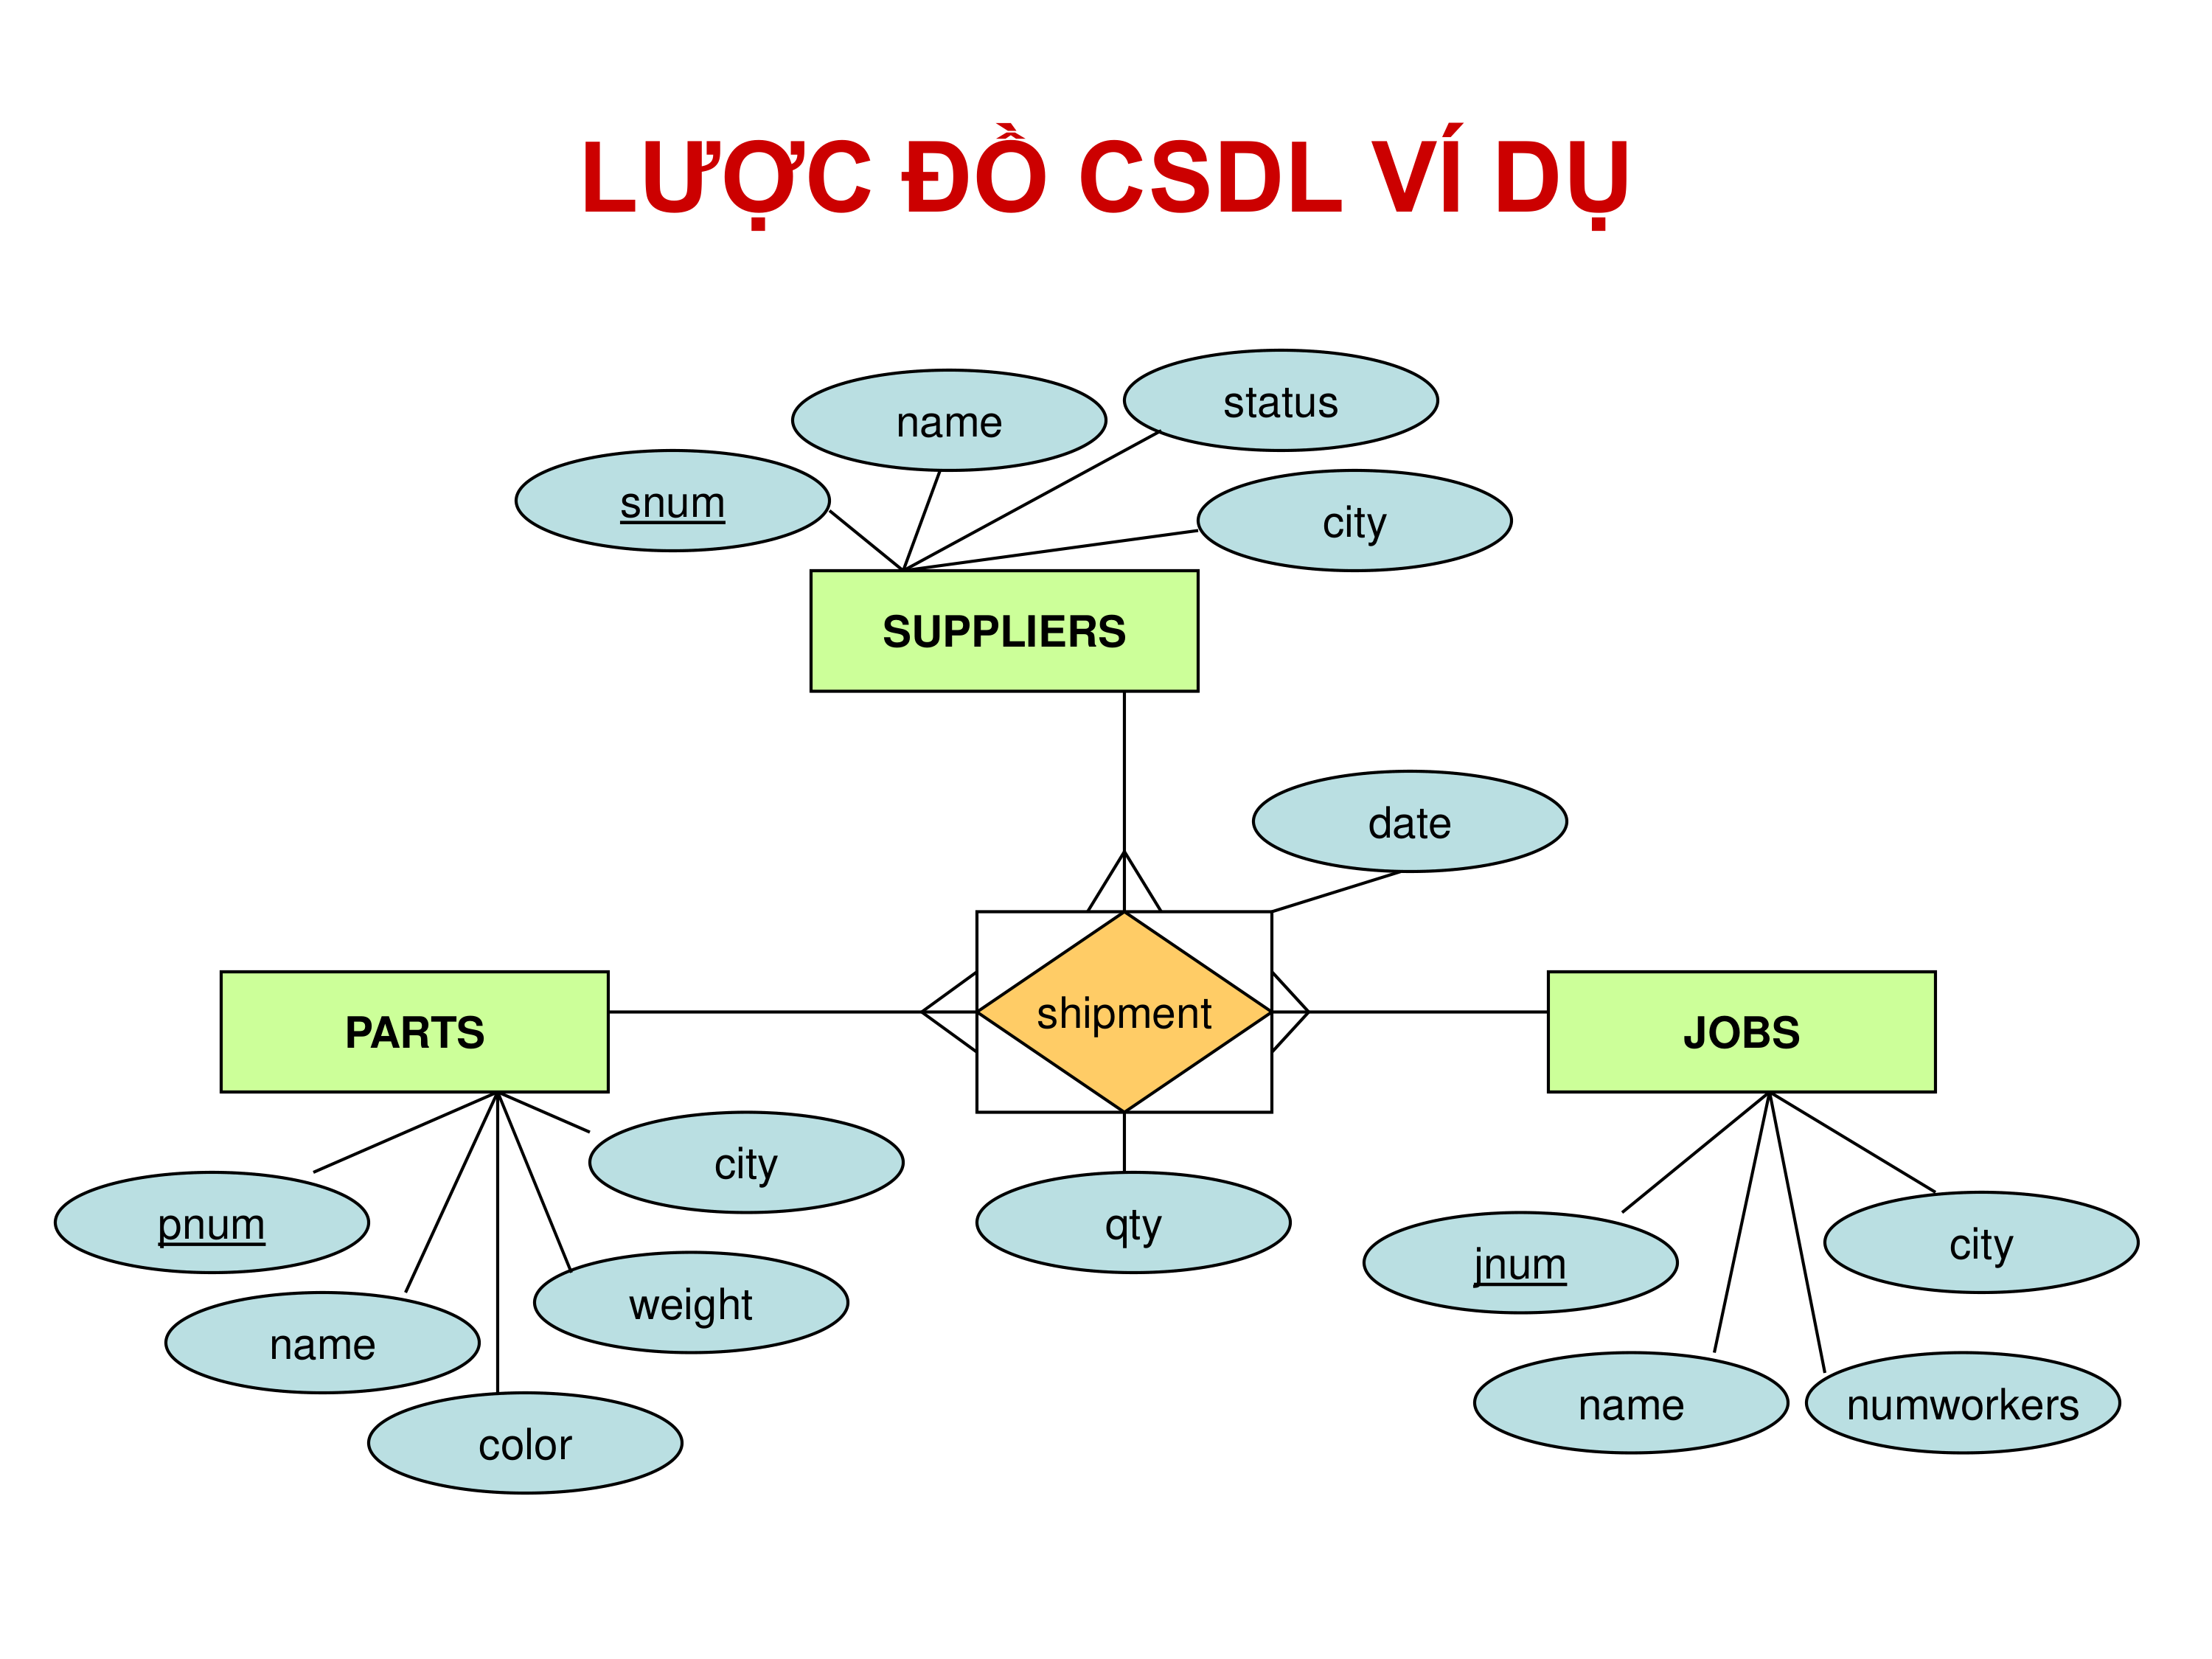 LƯỢC ĐỒ CSDL VÍ DỤ
status
name
snum
city
SUPPLIERS
date
shipment
PARTS
JOBS
city
pnum
qty
city
jnum
weight
name
name
numworkers
color